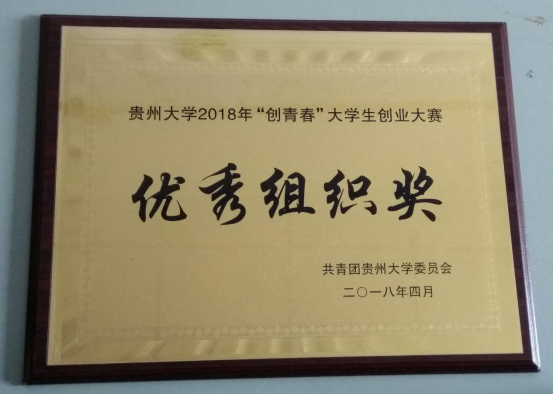 贵州大学2018年“创青春”大学生创业大赛
优秀组织奖
共青团贵州大学委员会
二〇一八年四月